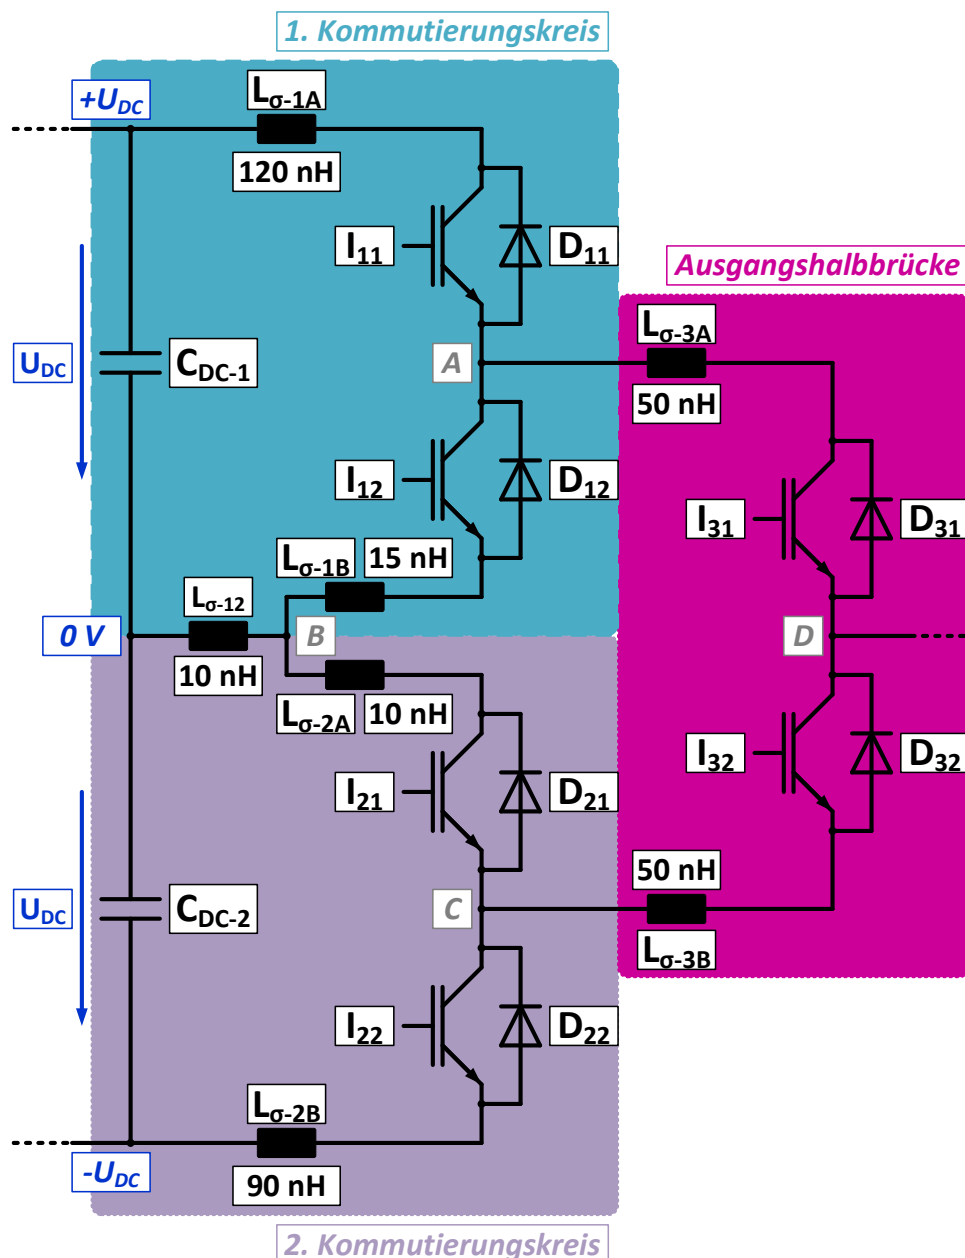 1. Kommutierungskreis
+U_DC
L_σ-1A
120 nH
I_11
D_11
Ausgangshalbbrücke
L_σ-3A
U_DC
C_DC-1
A
50 nH
I_12
D_12
I_31
D_31
L_σ-1B
15 nH
L_σ-12
0 V
B
D
10 nH
L_σ-2A
10 nH
I_32
D_32
I_21
D_21
50 nH
U_DC
C_DC-2
C
L_σ-3B
I_22
D_22
L_σ-2B
-U_DC
90 nH
2. Kommutierungskreis